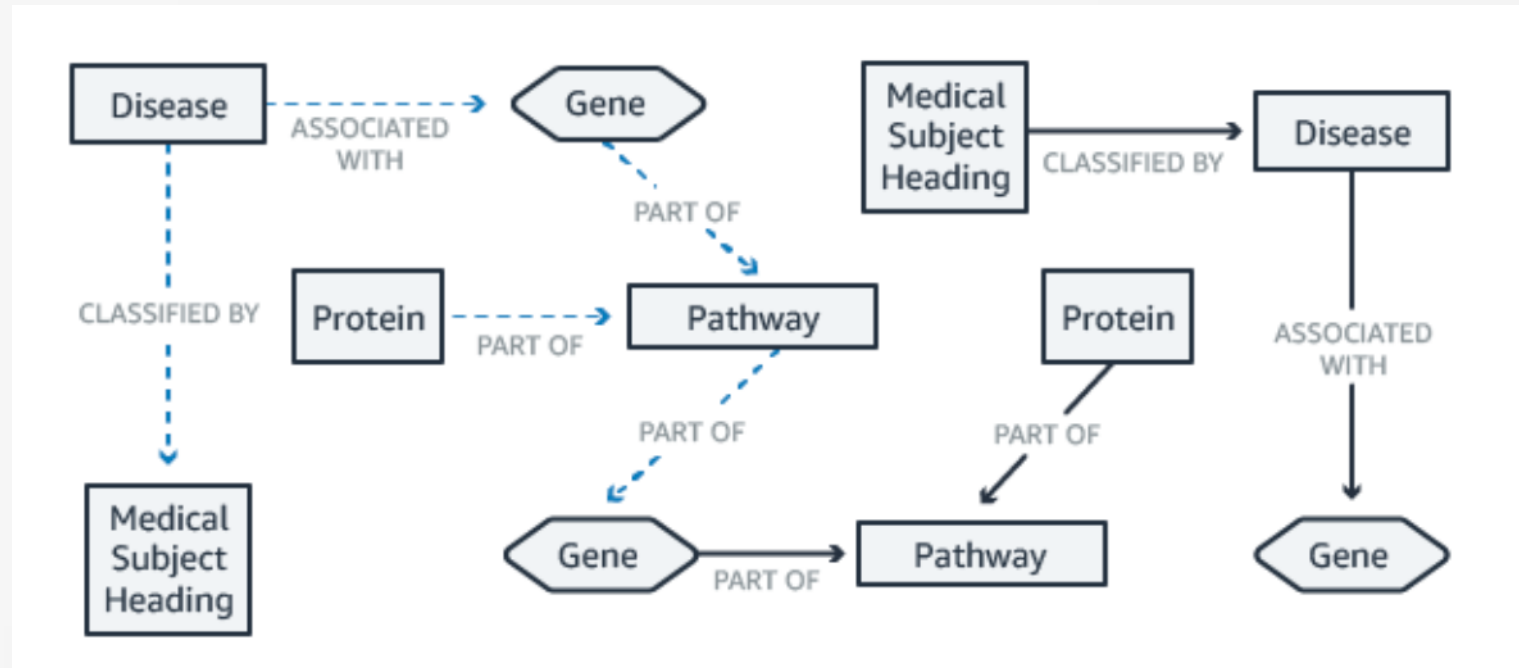 Disease
ASSOCIATED
WITH
Gene
Medical
Subject
Heading
CLASSIFIED BY
Disease
PART OF
CLASSIFIED BY
Protein
PART OF
Pathway
Protein
ASSOCIATED
WITH
PART OF
PART OF
Medical
Subject
Heading
Gene
PART OF
Pathway
Gene